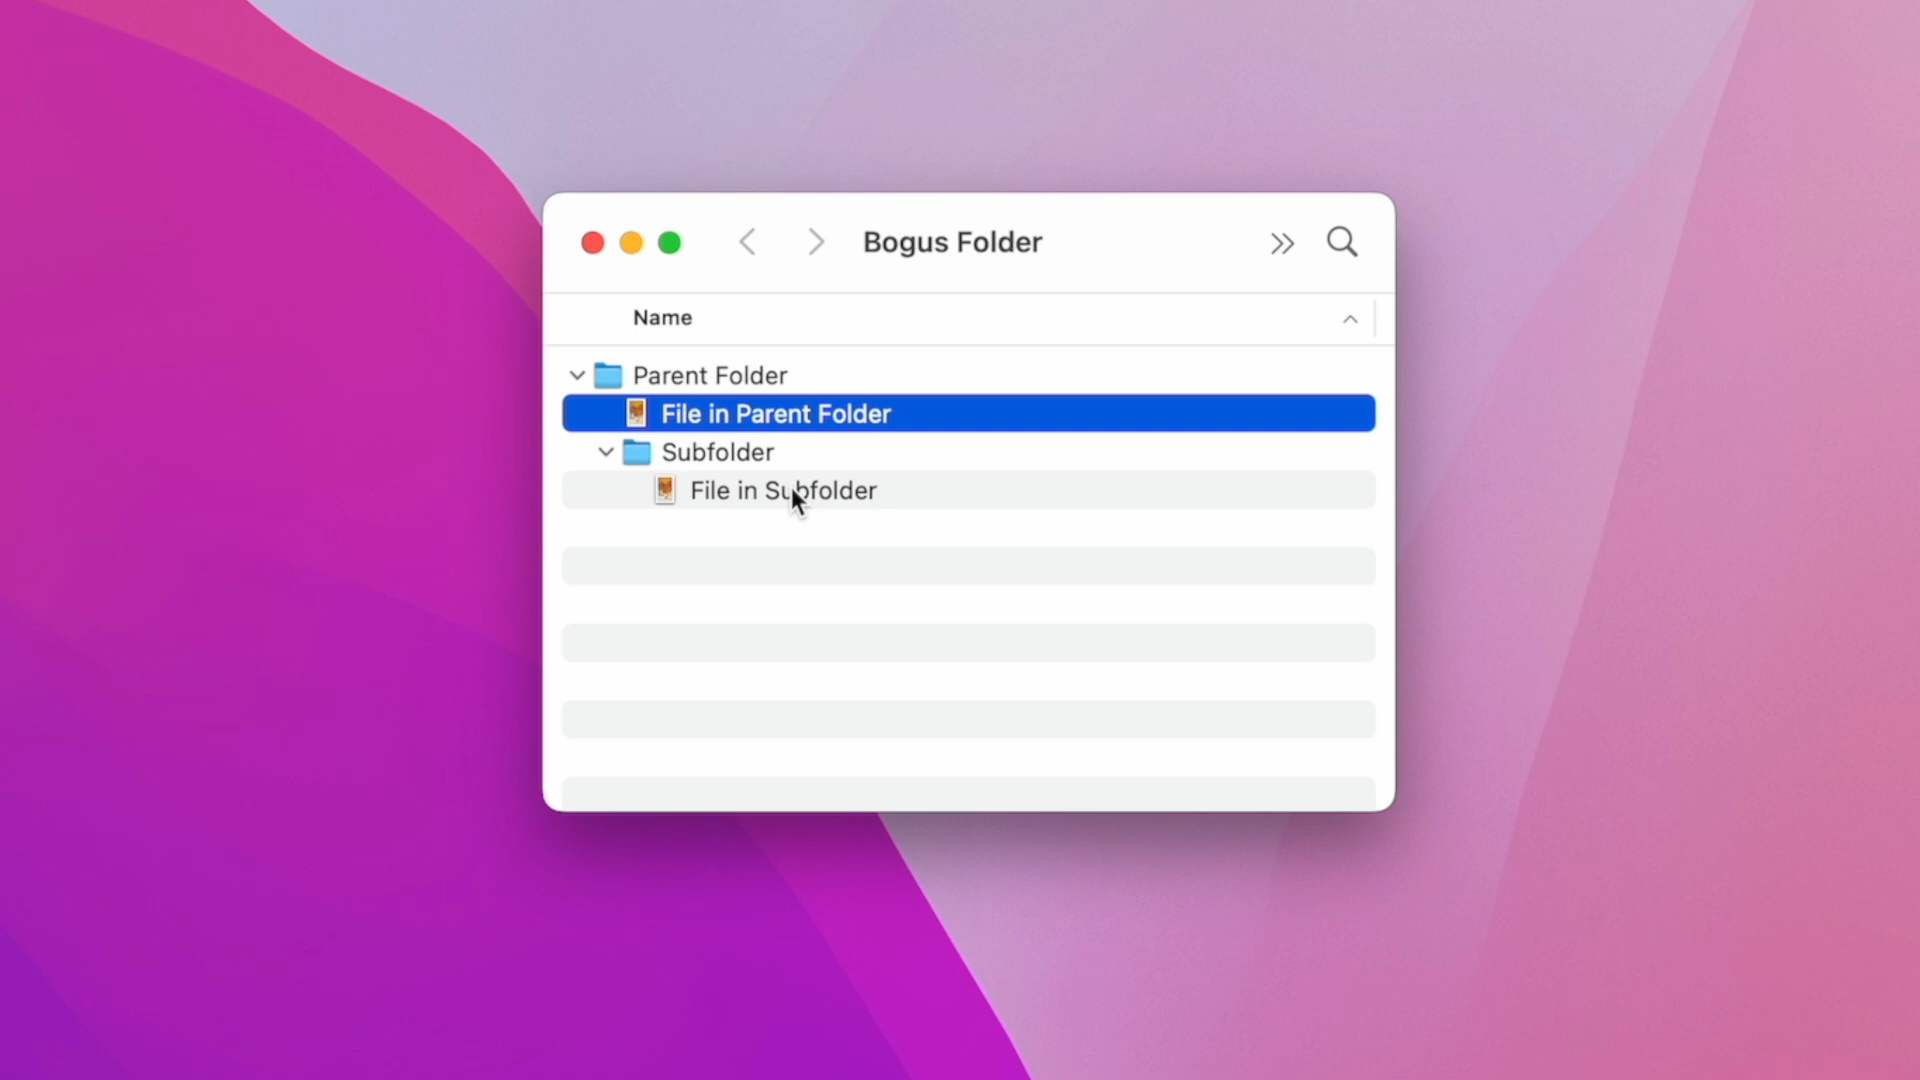 Bogus Folder
Name
Parent Folder
File in Parent Folder
Subfolder
File in Subfolder